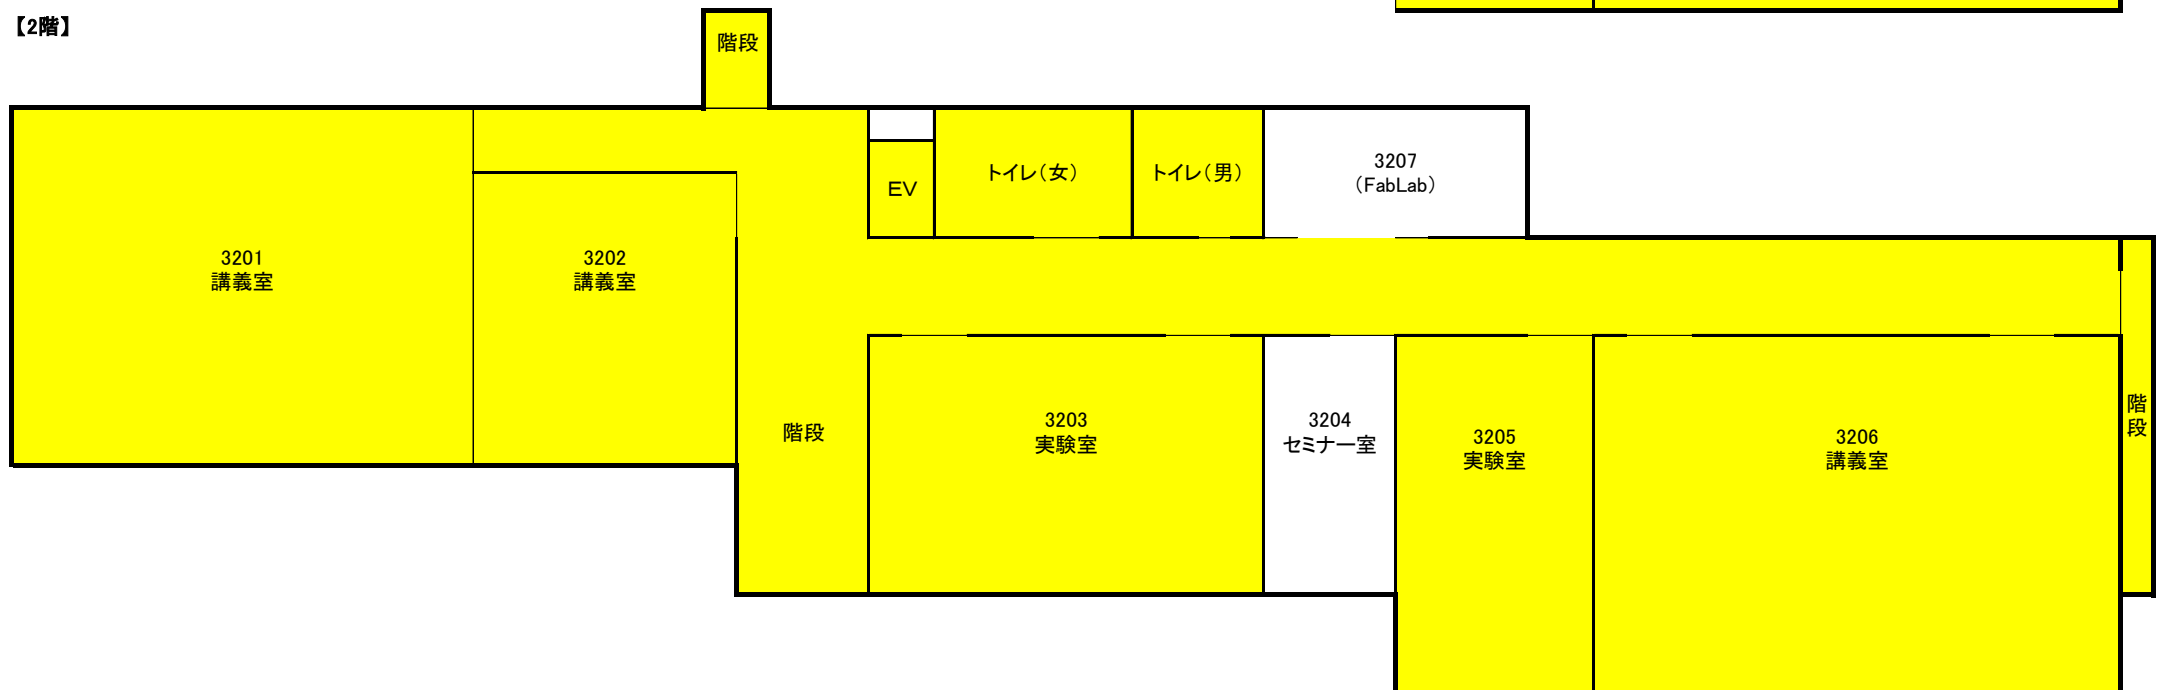 【2階】
階段
3201
講義室
3202
講義室
EV
トイレ（女）
トイレ（男）
3207
（FabLab）
階段
3203
実験室
3204
セミナー室
3205
実験室
3206
講義室
階
段